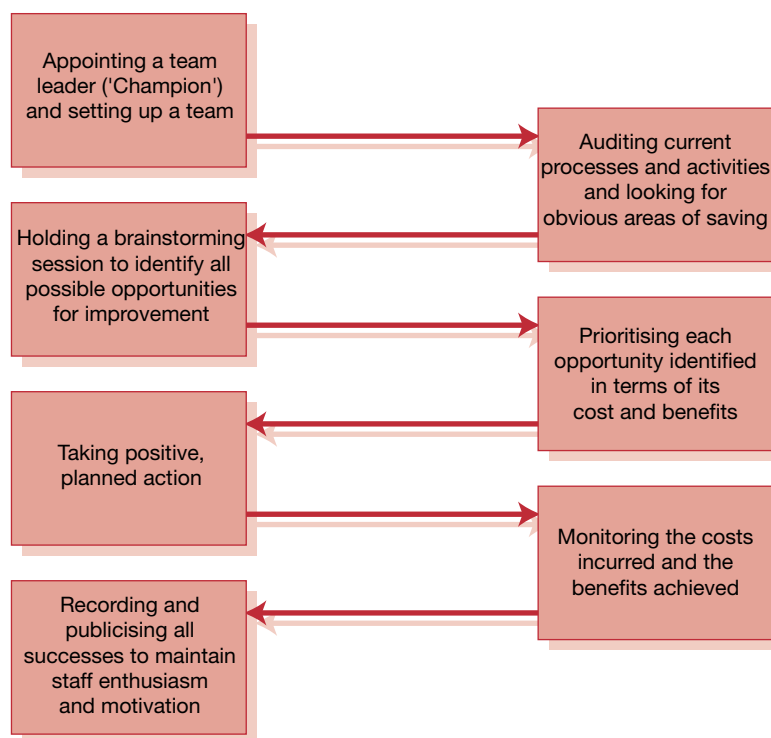 Appointing a team
leader ('Champion')
and setting up a team
Auditing current
processes and activities
and looking for
obvious areas of saving
Holding a brainstorming
session to identify all
possible opportunities
for improvement
Prioritising each
opportunity identified
in terms of its
cost and benefits
Taking positive,
planned action
Monitoring the costs
incurred and the
benefits achieved
Recording and
publicising all
successes to maintain
staff enthusiasm
and motivation